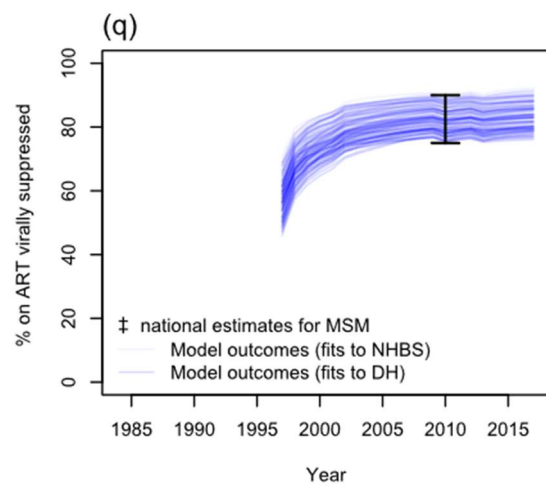 (q)
% on ART virally suppressed
100
80
60
40
20
0
‡ national estimates for MSM
Model outcomes (fits to NHBS)
Model outcomes (fits to DH)
1985 1990 1995 2000 2005 2010 2015
Year